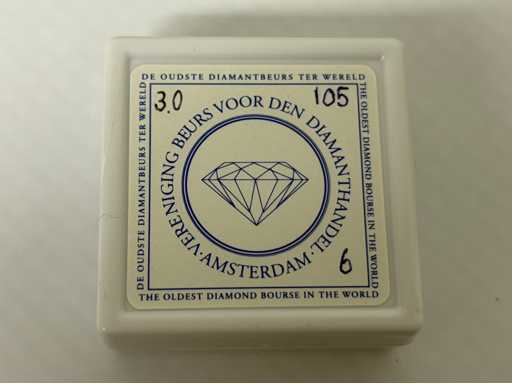 DE OUDSTE DIAMANTBEURS TER WERELD
DE OUDSTE DIAMANTBEURS TER WERELD
THE OLDEST DIAMOND BOURSE IN THE WORLD
3.0
105
VERENIGING BEURS VOOR DEN DIAMANTHANDEL
· AMSTERDAM ·
6
THE OLDEST DIAMOND BOURSE IN THE WORLD